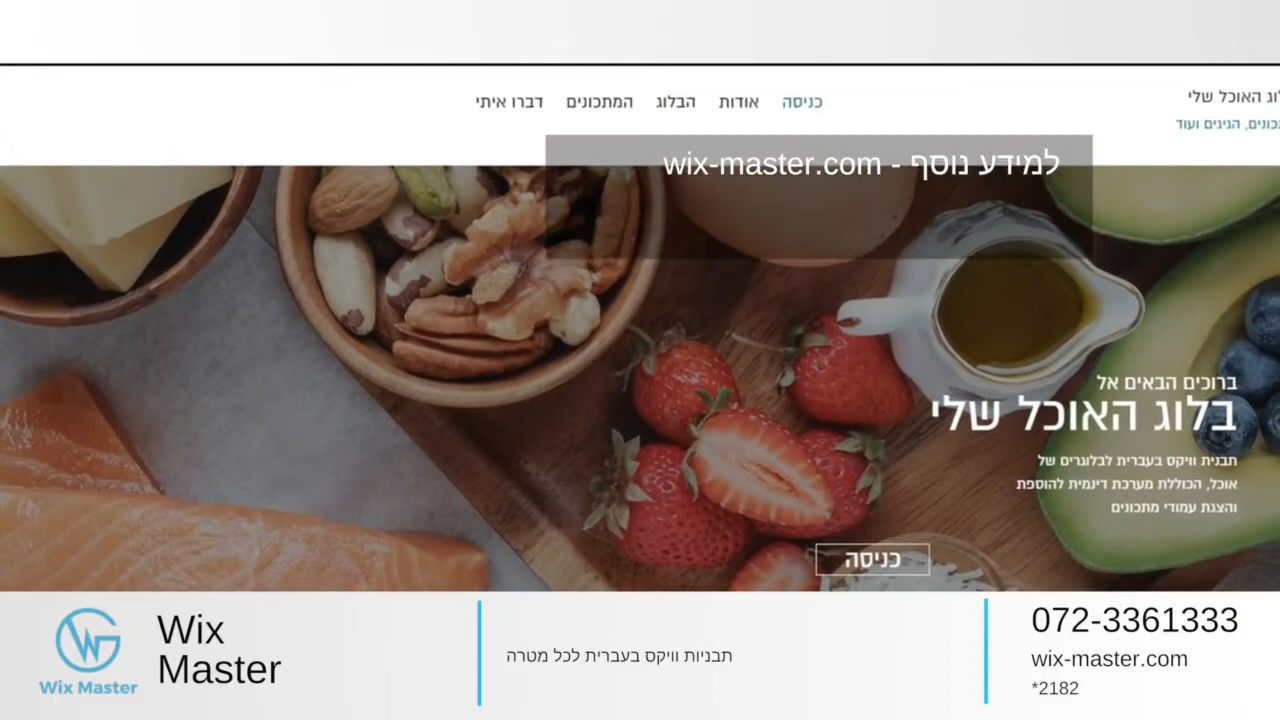 וג האוכל שלי
כונים, הגיגים ועוד
כניסה אודות הבלוג המתכונים דברו איתי
למידע נוסף - wix-master.com
ברוכים הבאים אל
בלוג האוכל שלי
תבנית וויקס בעברית לבלוגרים של
אוכל, הכוללת מערכת דינמית להוספת
והצגת עמודי מתכונים
כניסה
Wix Master
Wix
Master
תבניות וויקס בעברית לכל מטרה
072-3361333
wix-master.com
*2182